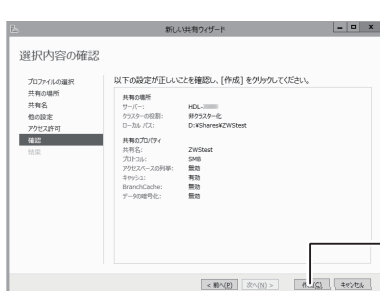 新しい共有ウィザード
選択内容の確認
プロファイルの選択
共有の場所
共有名
他の設定
アクセス許可
確認
結果
以下の設定が正しいことを確認し、[作成] をクリックしてください。
共有の場所
サーバー: HDL-
クラスターの役割: 非クラスター化
ローカル パス: D:¥Shares¥ZWStest
共有のプロパティ
共有名: ZWStest
プロトコル: SMB
アクセスベースの列挙: 無効
キャッシュ: 有効
BranchCache: 無効
データの暗号化: 無効
< 前へ(P) 次へ(N) > 作成(C) キャンセル